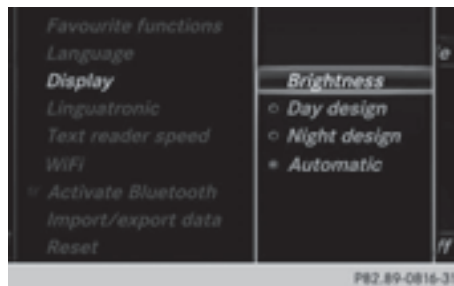 Favourite functions
Language
Display
Linguatronic
Text reader speed
WiFi
Activate Bluetooth
Import/export data
Reset
Brightness
Day design
Night design
Automatic
e
ff
P82.89-0816-31